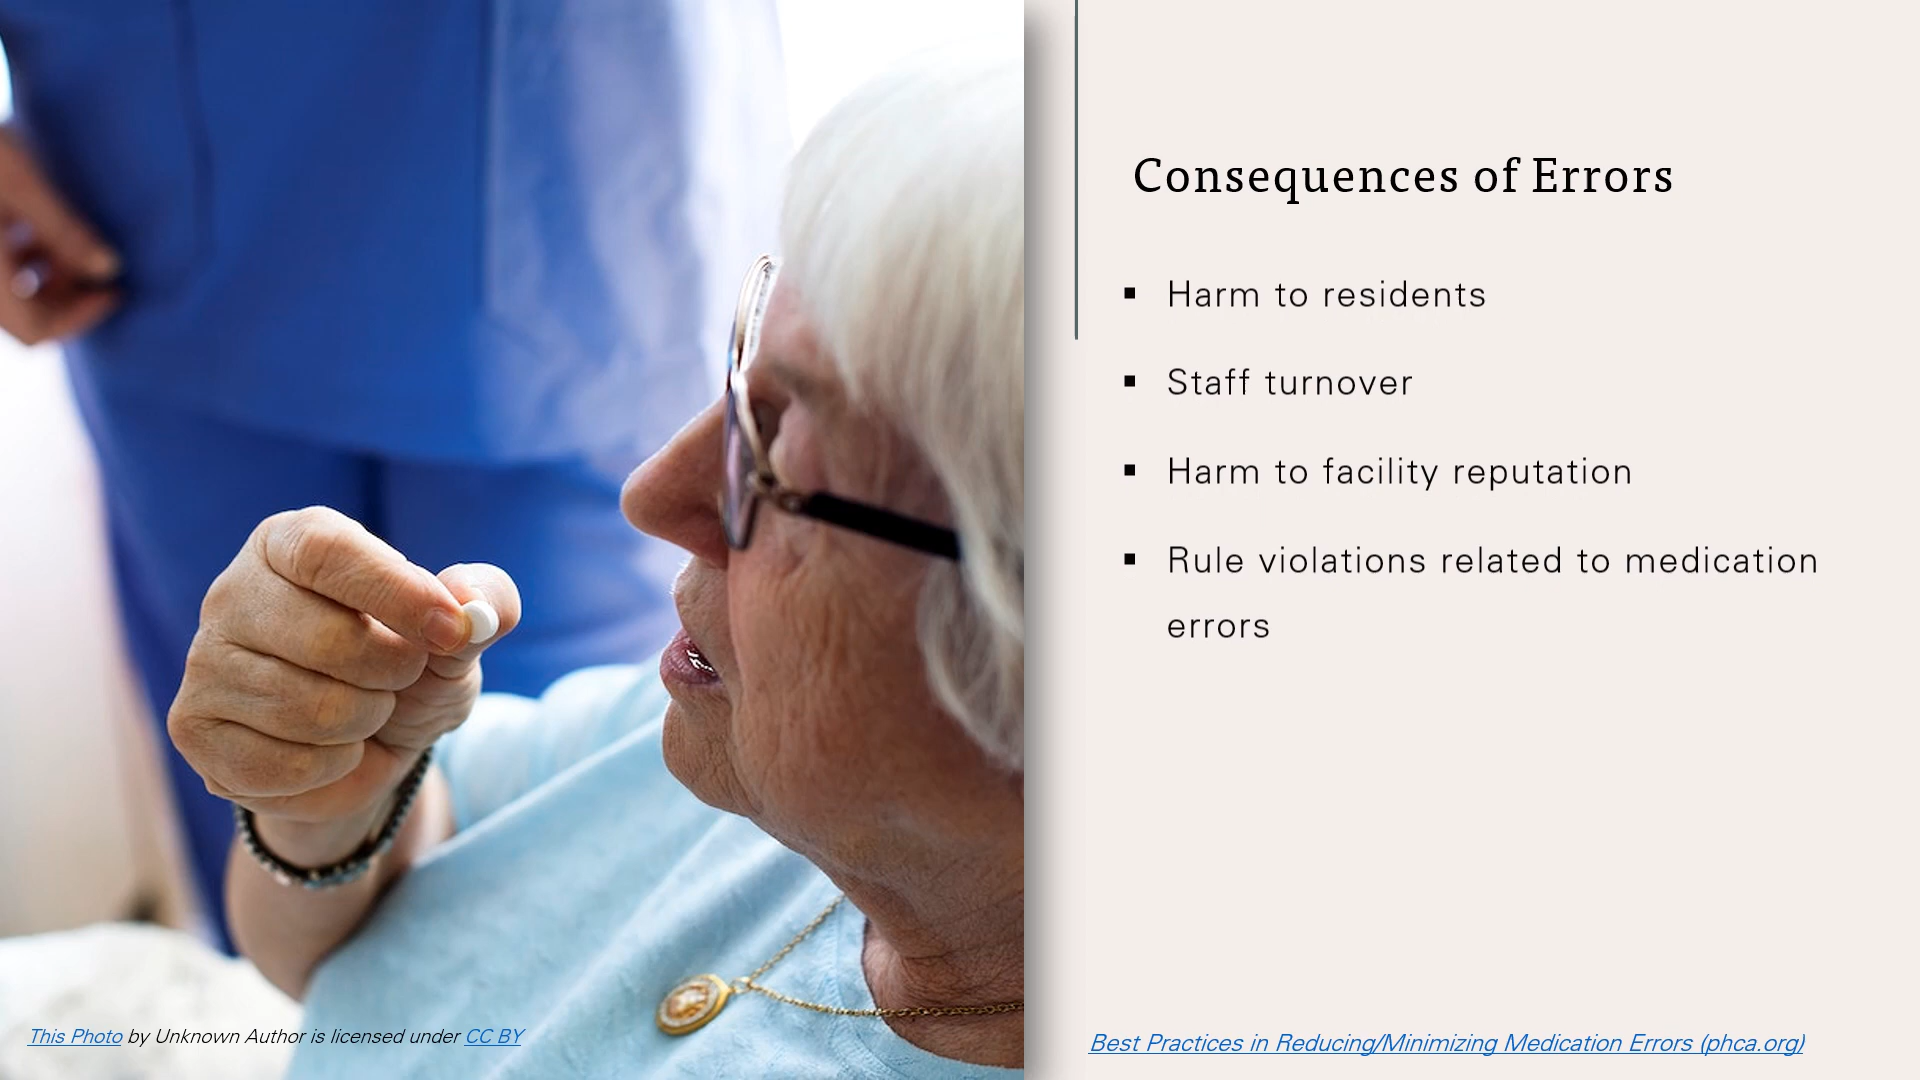 Consequences of Errors
▪ Harm to residents
▪ Staff turnover
▪ Harm to facility reputation
▪ Rule violations related to medication
errors
This Photo by Unknown Author is licensed under CC BY
Best Practices in Reducing/Minimizing Medication Errors (phca.org)